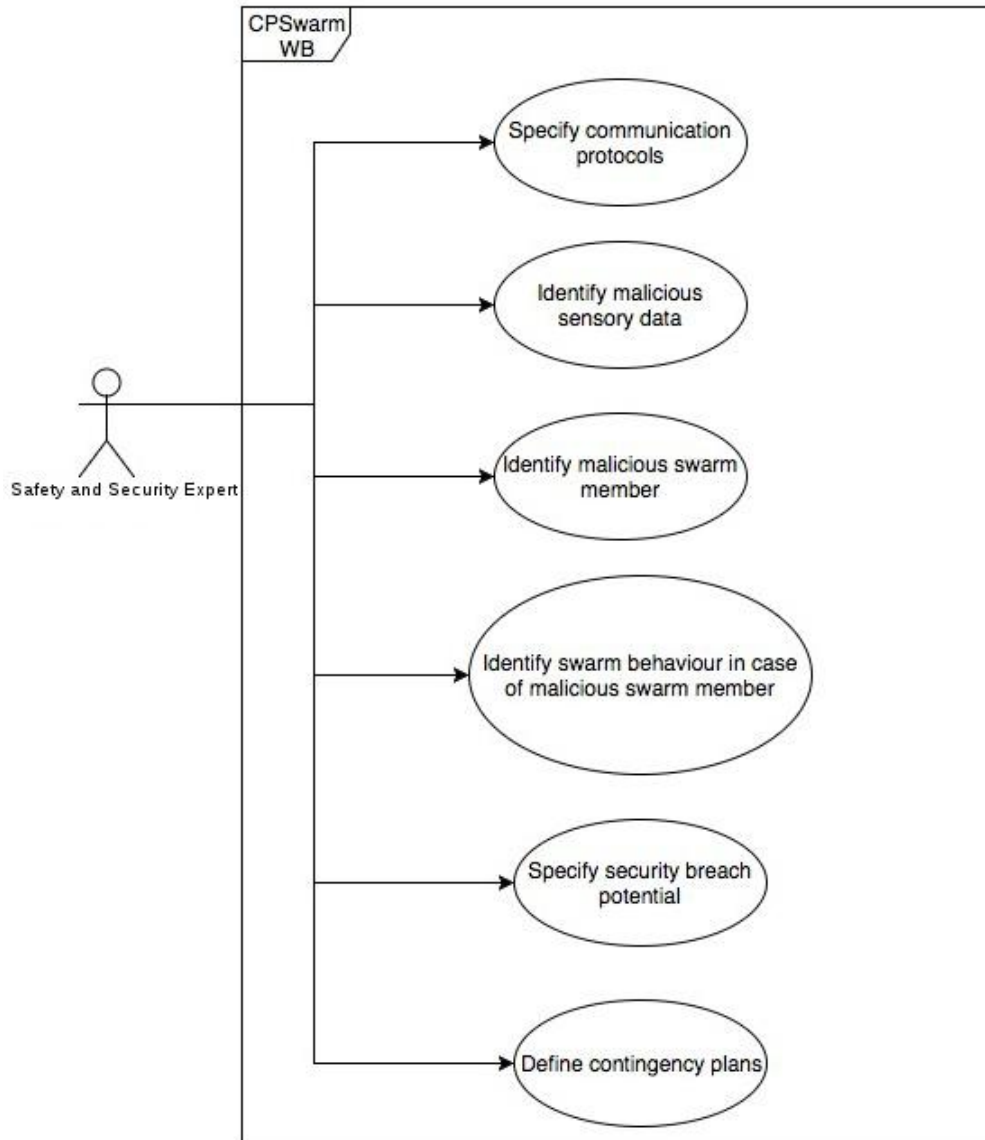 CPSwarm
WB
Specify communication
protocols
Identify malicious
sensory data
Safety and Security Expert
Identify malicious swarm
member
Identify swarm behaviour in case
of malicious swarm member
Specify security breach
potential
Define contingency plans